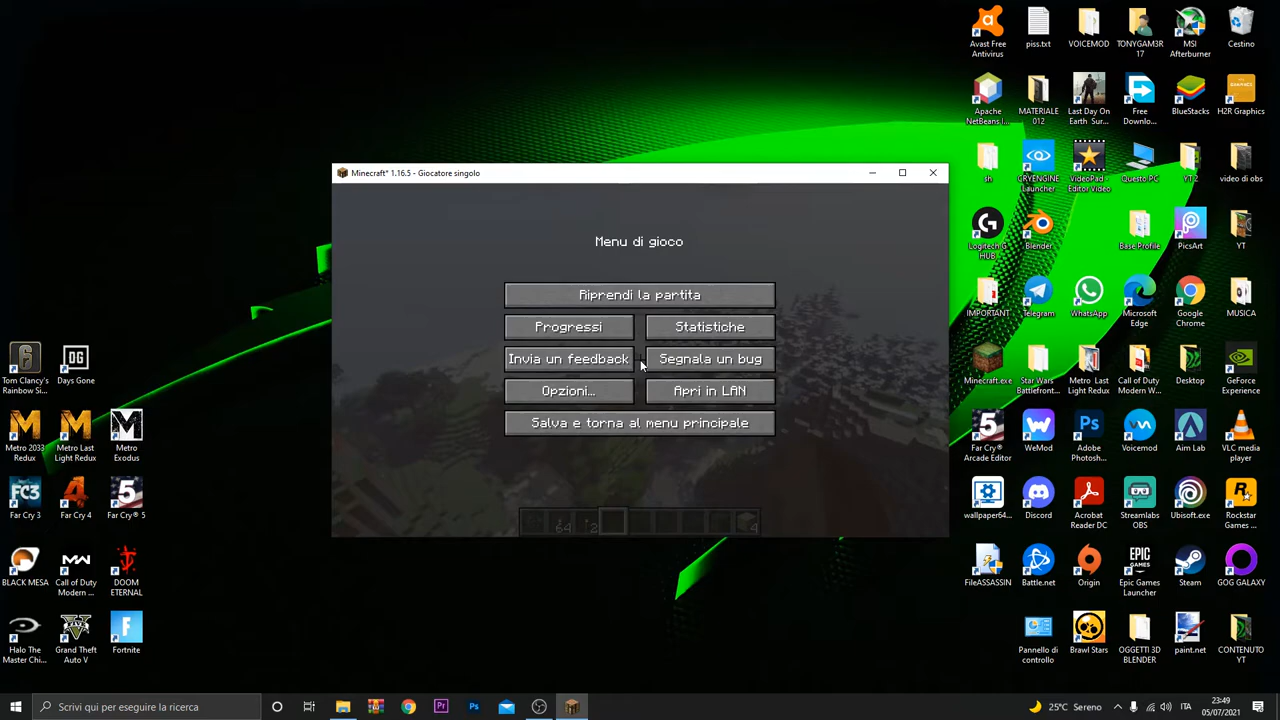 Minecraft* 1.16.5 - Giocatore singolo
Menu di gioco
Riprendi la partita
Progressi
Statistiche
Invia un feedback
Segnala un bug
Opzioni...
Apri in LAN
Salva e torna al menu principale
64
2
4
Tom Clancy's Rainbow Si...
Days Gone
Metro 2033 Redux
Metro Last Light Redux
Metro Exodus
Far Cry 3
Far Cry 4
Far Cry® 5
BLACK MESA
Call of Duty Modern ...
DOOM ETERNAL
Halo The Master Chi...
Grand Theft Auto V
Fortnite
Avast Free Antivirus
piss.txt
VOICEMOD
TONYGAM3R 17
MSI Afterburner
Cestino
Apache NetBeans I...
MATERIALE 012
Last Day On Earth_ Sur...
Free Downlo...
BlueStacks
H2R Graphics
sh
CRYENGINE Launcher
VideoPad - Editor Video
Questo PC
YT 2
video di obs
Logitech G HUB
Blender
Base Profile
PicsArt
YT
IMPORTANT
Telegram
WhatsApp
Microsoft Edge
Google Chrome
MUSICA
Minecraft.exe
Star Wars Battlefront...
Metro Last Light Redux
Call of Duty Modern W...
Desktop
GeForce Experience
Far Cry® Arcade Editor
WeMod
Adobe Photosh...
Voicemod
Aim Lab
VLC media player
wallpaper64...
Discord
Acrobat Reader DC
Streamlabs OBS
Ubisoft.exe
Rockstar Games ...
FileASSASSIN
Battle.net
Origin
Epic Games Launcher
Steam
GOG GALAXY
Pannello di controllo
Brawl Stars
OGGETTI 3D BLENDER
paint.net
CONTENUTO YT
Scrivi qui per eseguire la ricerca
25°C Sereno
ITA
23:49
05/07/2021